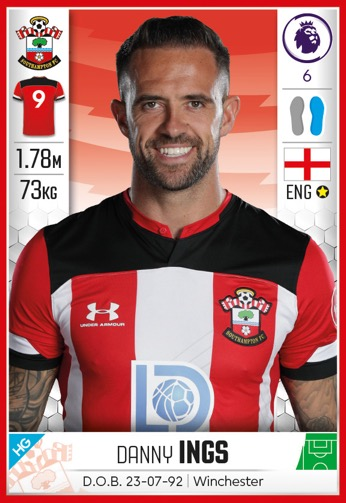 SOUTHAMPTON FC
9
6
1.78M
73KG
ENG
UNDER ARMOUR
SOUTHAMPTON FC
LD
HG
DANNY INGS
D.O.B. 23-07-92 | Winchester